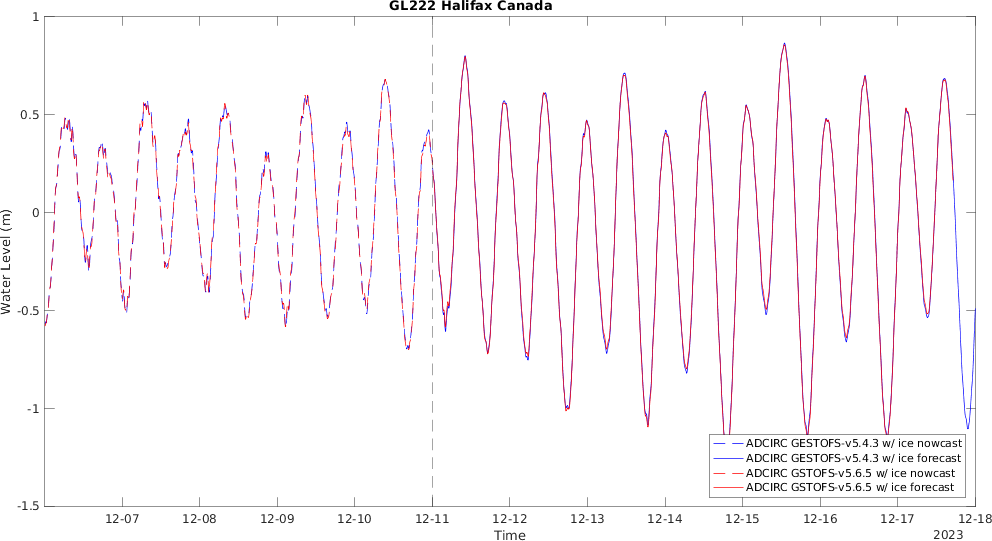 GL222 Halifax Canada
1
0.5
0
-0.5
-1
-1.5
Water Level (m)
ADCIRC GESTOFS-v5.4.3 w/ ice nowcast
ADCIRC GESTOFS-v5.4.3 w/ ice forecast
ADCIRC GSTOFS-v5.6.5 w/ ice nowcast
ADCIRC GSTOFS-v5.6.5 w/ ice forecast
12-07 12-08 12-09 12-10 12-11 12-12 12-13 12-14 12-15 12-16 12-17 12-18
Time
2023